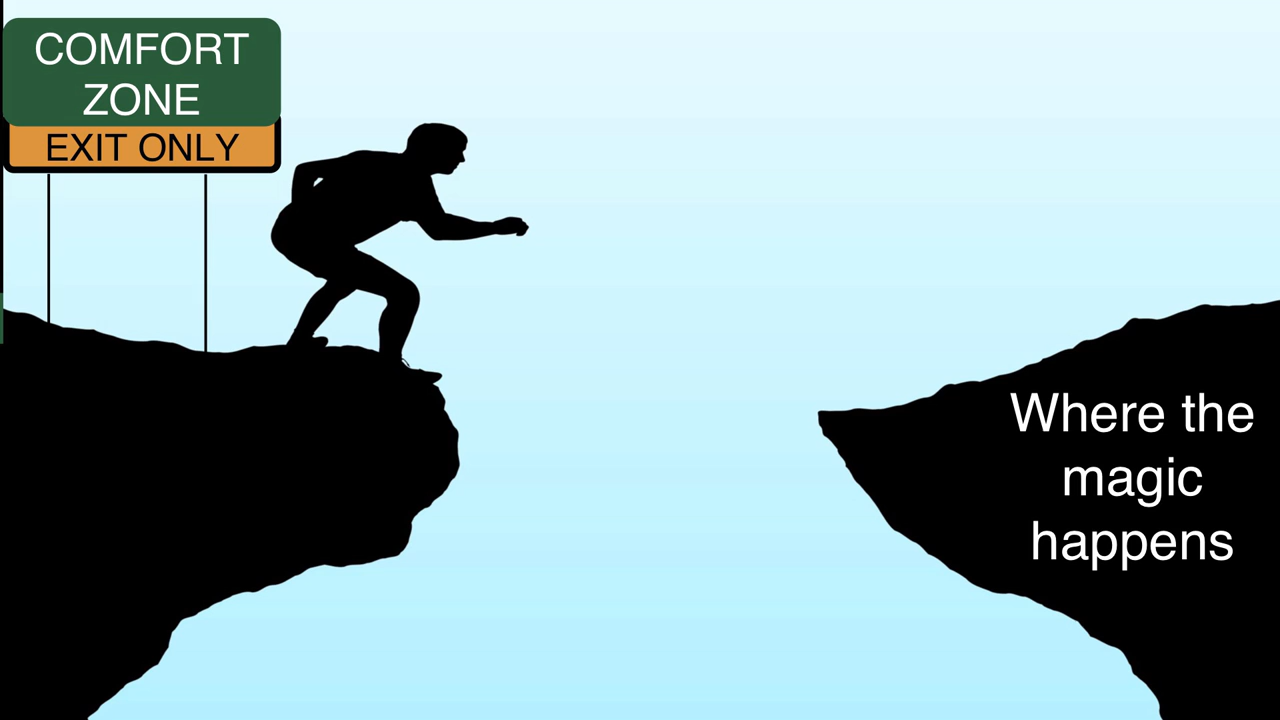 COMFORT
ZONE
EXIT ONLY
Where the
magic
happens